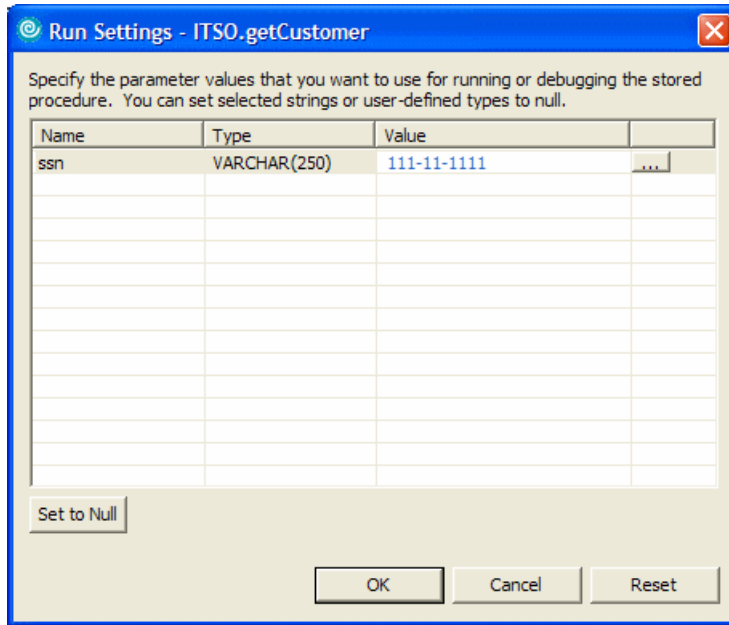 Run Settings - ITSO.getCustomer
Specify the parameter values that you want to use for running or debugging the stored
procedure. You can set selected strings or user-defined types to null.
Name Type Value
ssn VARCHAR(250) 111-11-1111 ...
Set to Null
OK Cancel Reset